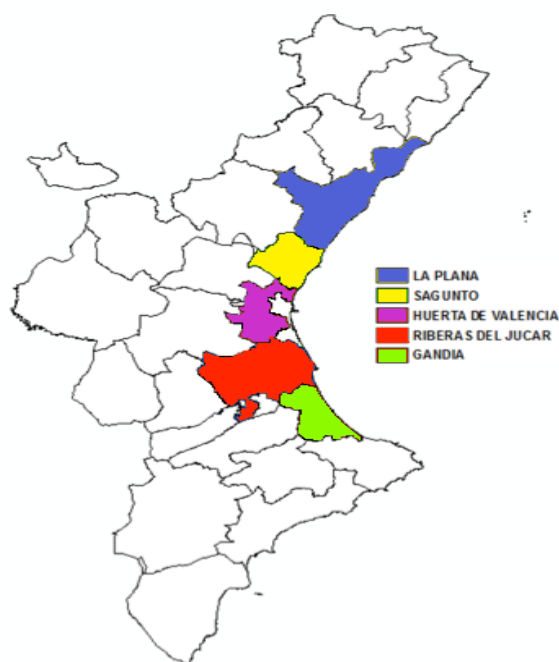 LA PLANA
SAGUNTO
HUERTA DE VALENCIA
RIBERAS DEL JUCAR
GANDIA